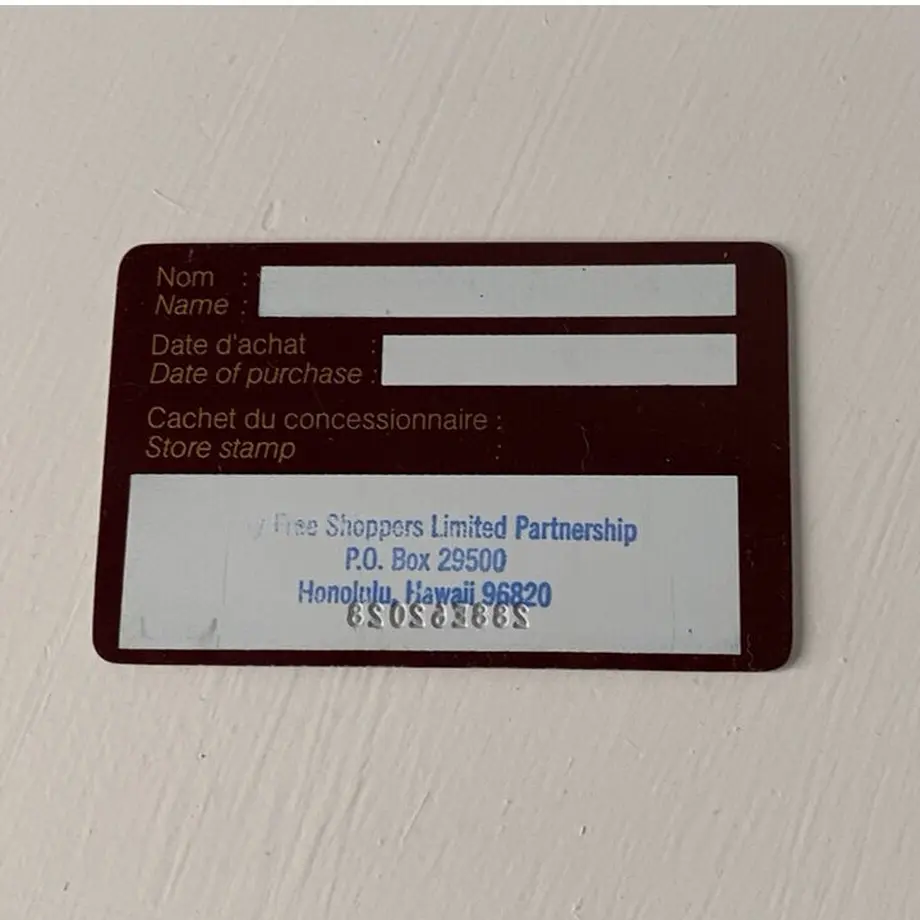 Nom :
Name :
Date d'achat :
Date of purchase :
Cachet du concessionnaire :
Store stamp :
y Free Shoppers Limited Partnership
P.O. Box 29500
Honolulu, Hawaii 96820